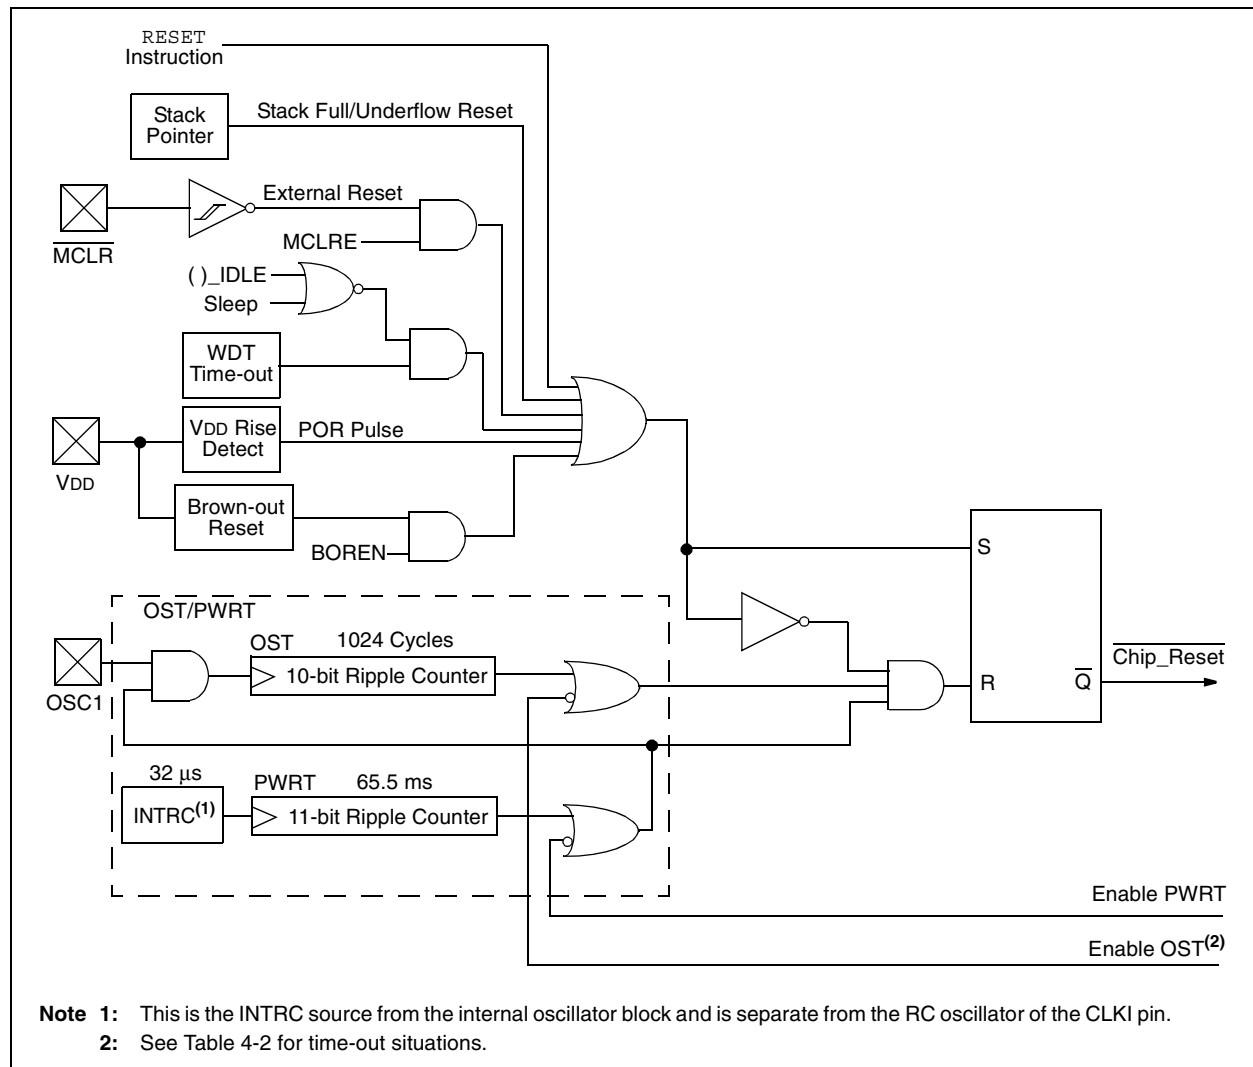 RESET
Instruction
Stack
Pointer
Stack Full/Underflow Reset
External Reset
MCLR
MCLRE
( )_IDLE
Sleep
WDT
Time-out
VDD Rise
Detect
POR Pulse
VDD
Brown-out
Reset
BOREN
S
OST/PWRT
OST
1024 Cycles
10-bit Ripple Counter
OSC1
Chip_Reset
R
Q
32 µs
INTRC(1)
PWRT
65.5 ms
11-bit Ripple Counter
Enable PWRT
Enable OST(2)
Note 1: This is the INTRC source from the internal oscillator block and is separate from the RC oscillator of the CLKI pin.
2: See Table 4-2 for time-out situations.